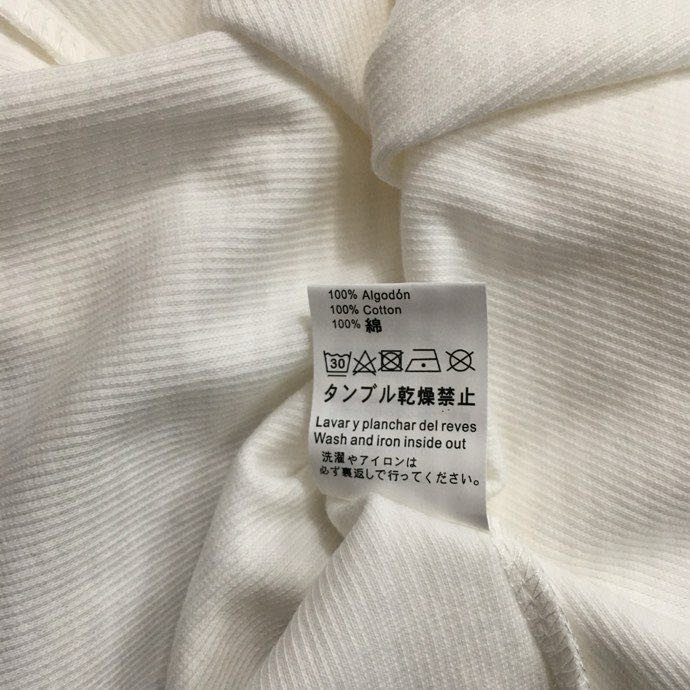 100% Algodón
100% Cotton
100% 綿
30
タンブル乾燥禁止
Lavar y planchar del reves
Wash and iron inside out
洗濯やアイロンは
必ず裏返しで行ってください。